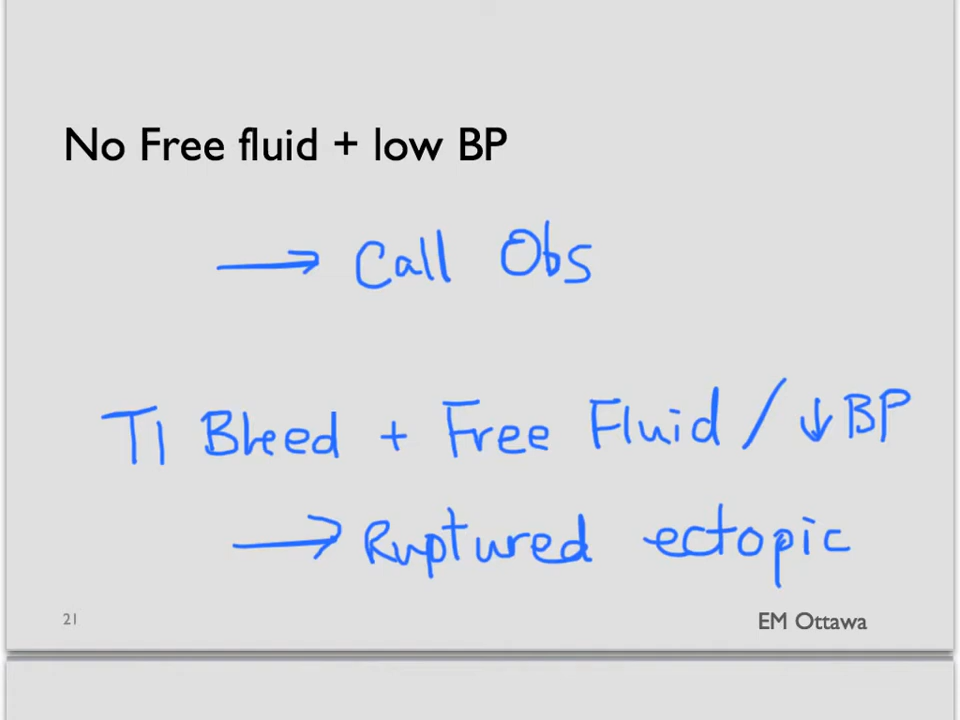 No Free fluid + low BP
→ Call Obs
T1 Bleed + Free Fluid / ↓ BP
→ Ruptured ectopic
21
EM Ottawa